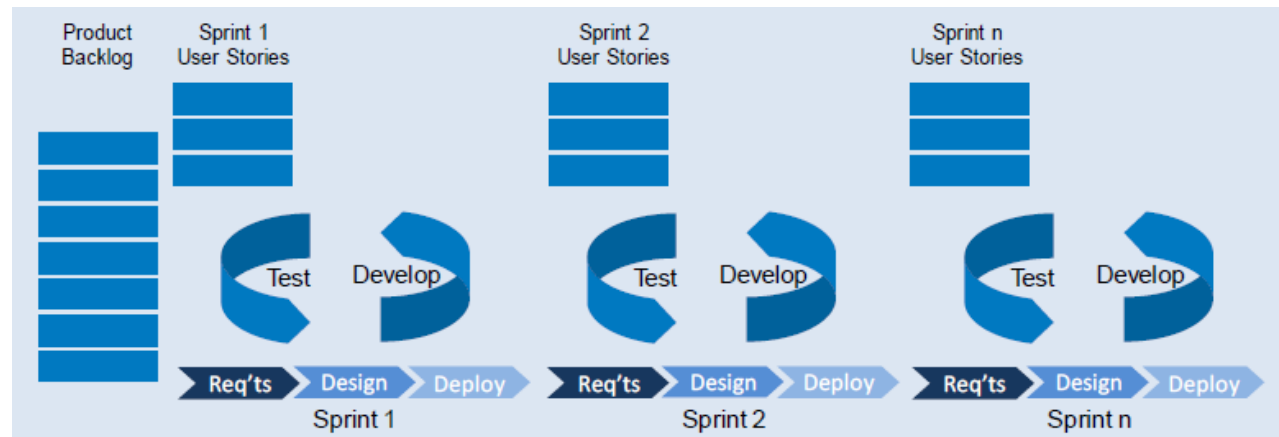 Product
Backlog
Sprint 1
User Stories
Sprint 2
User Stories
Sprint n
User Stories
Test
Develop
Test
Develop
Test
Develop
Req'ts
Design
Deploy
Req'ts
Design
Deploy
Req'ts
Design
Deploy
Sprint 1
Sprint 2
Sprint n